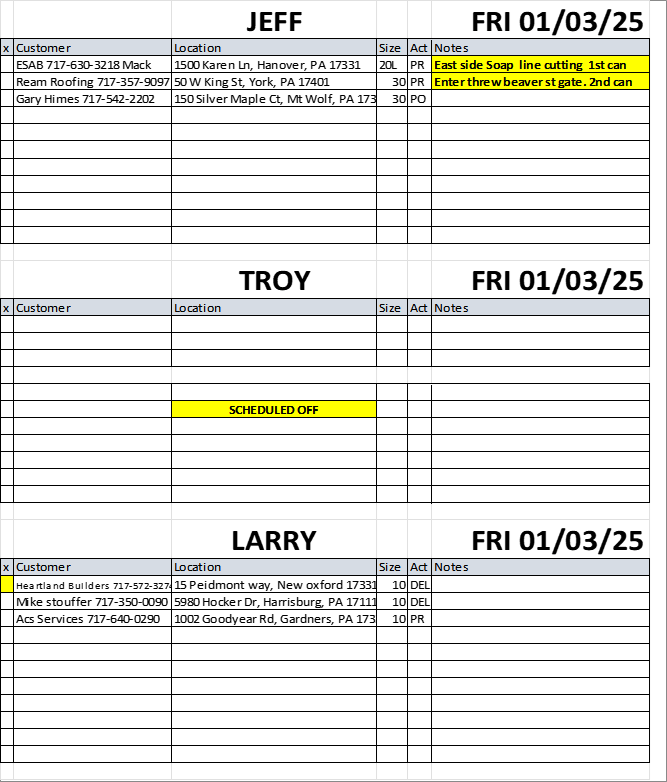 JEFF FRI 01/03/25
x Customer Location Size Act Notes
ESAB 717-630-3218 Mack 1500 Karen Ln, Hanover, PA 17331 20L PR East side Soap line cutting 1st can
Ream Roofing 717-357-9097 50 W King St, York, PA 17401 30 PR Enter threw beaver st gate. 2nd can
Gary Himes 717-542-2202 150 Silver Maple Ct, Mt Wolf, PA 173 30 PO
TROY FRI 01/03/25
x Customer Location Size Act Notes
SCHEDULED OFF
LARRY FRI 01/03/25
x Customer Location Size Act Notes
Heartland Builders 717-572-327 15 Peidmont way, New oxford 17331 10 DEL
Mike stouffer 717-350-0090 5980 Hocker Dr, Harrisburg, PA 17111 10 DEL
Acs Services 717-640-0290 1002 Goodyear Rd, Gardners, PA 173 10 PR